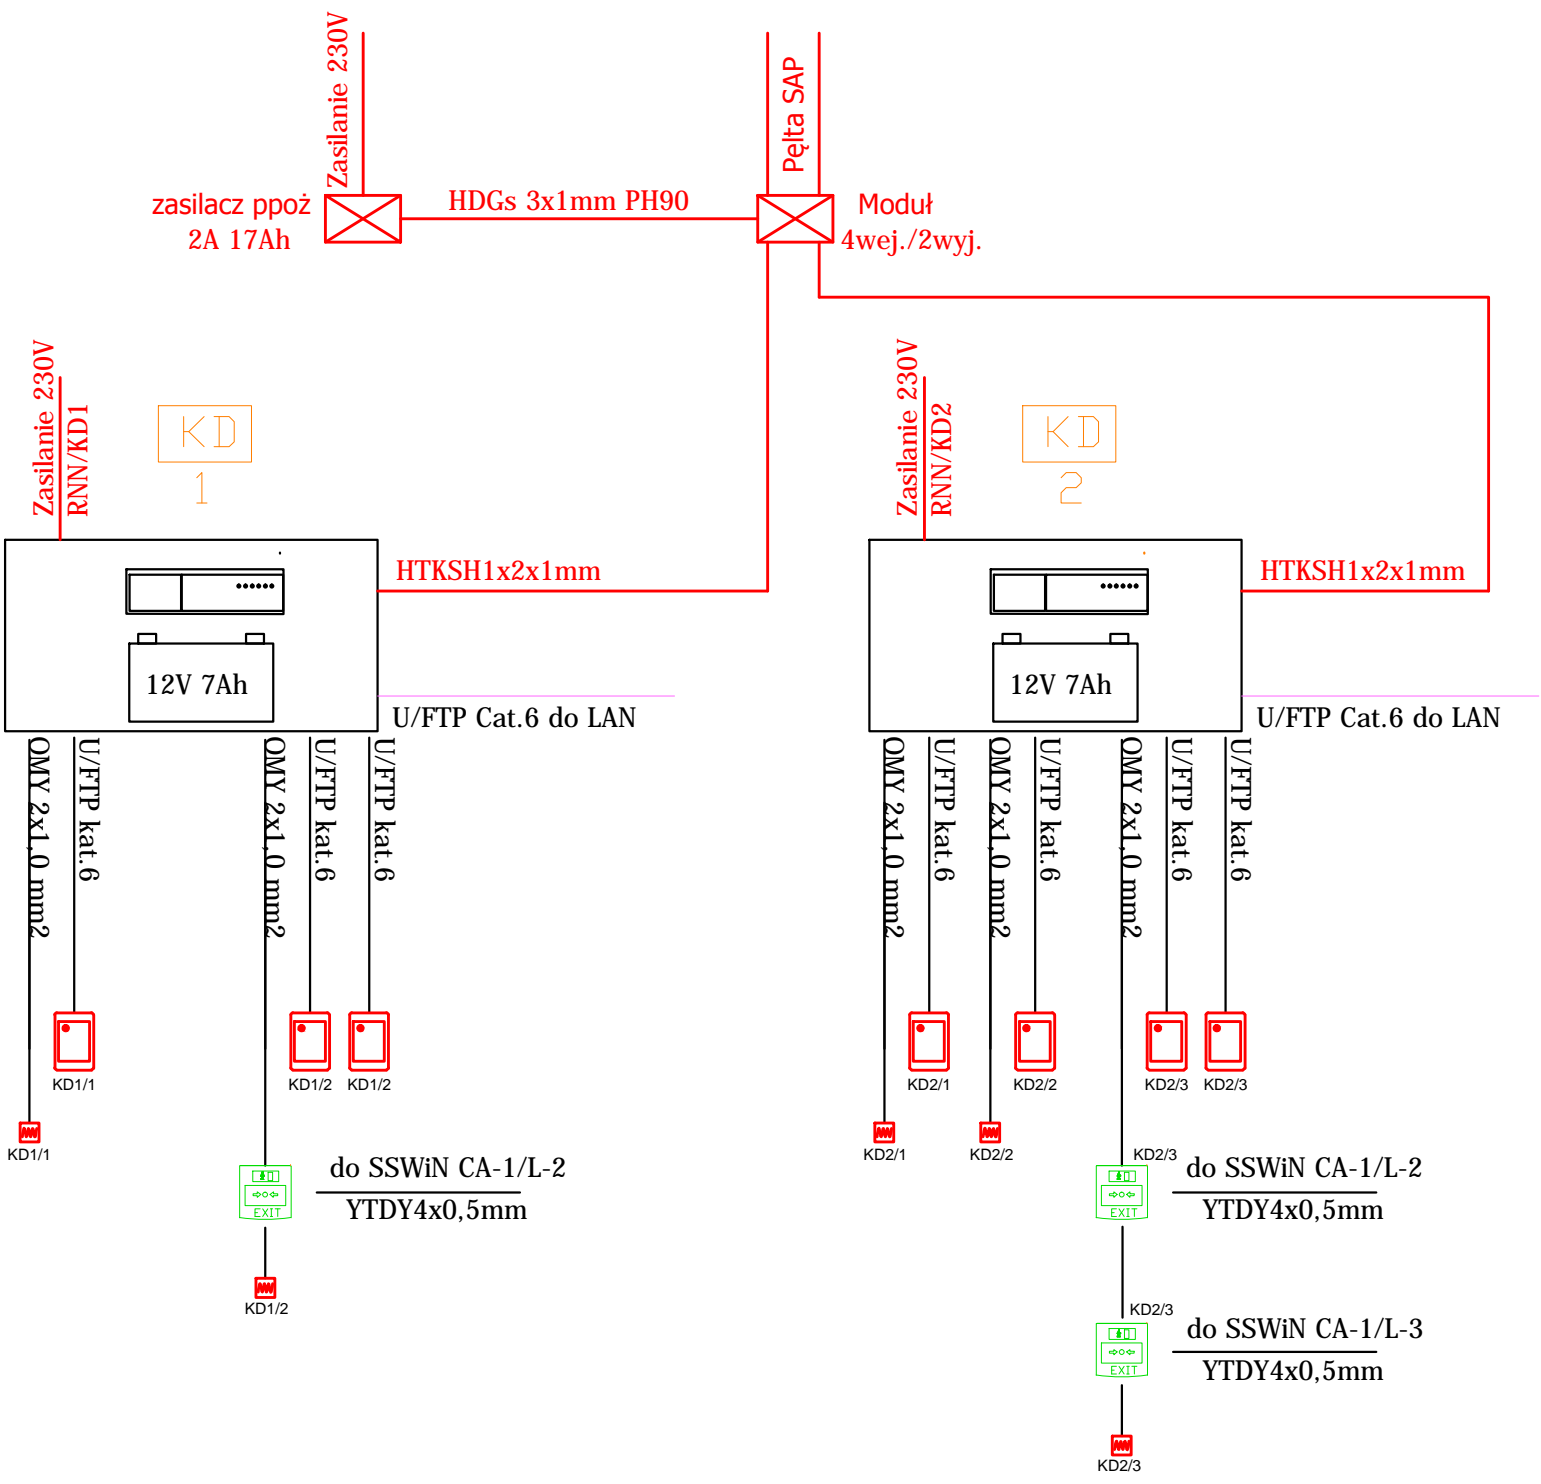 Zasilanie 230V
Pęlta SAP
zasilacz ppoż
2A 17Ah
HDGs 3x1mm PH90
Moduł
4wej./2wyj.
Zasilanie 230V
RNN/KD1
KD
1
HTKSH1x2x1mm
12V 7Ah
U/FTP Cat.6 do LAN
OMY 2x1,0 mm2
U/FTP kat.6
OMY 2x1,0 mm2
U/FTP kat.6
U/FTP kat.6
KD1/1
KD1/2
KD1/2
KD1/1
do SSWiN CA-1/L-2
YTDY4x0,5mm
EXIT
KD1/2
Zasilanie 230V
RNN/KD2
KD
2
HTKSH1x2x1mm
12V 7Ah
U/FTP Cat.6 do LAN
OMY 2x1,0 mm2
U/FTP kat.6
OMY 2x1,0 mm2
U/FTP kat.6
OMY 2x1,0 mm2
U/FTP kat.6
U/FTP kat.6
KD2/1
KD2/2
KD2/3
KD2/3
KD2/1
KD2/2
KD2/3
do SSWiN CA-1/L-2
YTDY4x0,5mm
EXIT
KD2/3
do SSWiN CA-1/L-3
YTDY4x0,5mm
EXIT
KD2/3